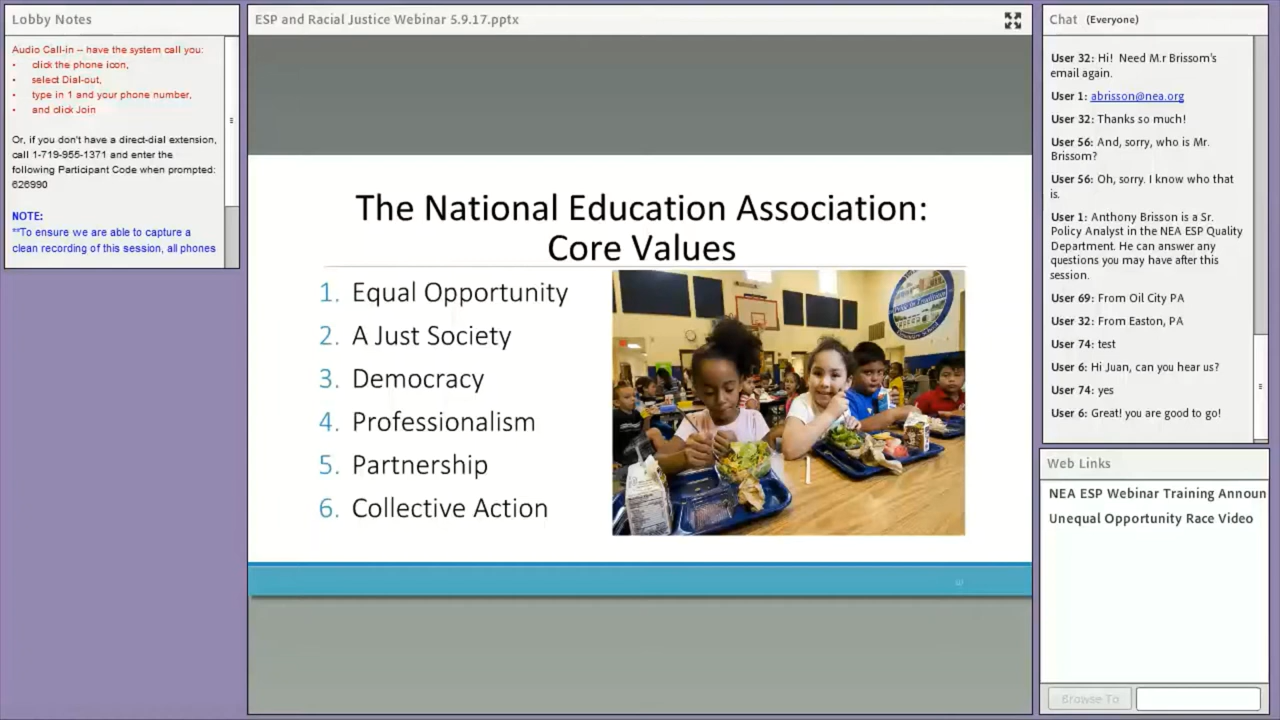 Lobby Notes
Audio Call-in -- have the system call you:
• click the phone icon,
• select Dial-out,
• type in 1 and your phone number,
• and click Join
Or, if you don't have a direct-dial extension,
call 1-719-955-1371 and enter the
following Participant Code when prompted:
626990
NOTE:
**To ensure we are able to capture a
clean recording of this session, all phones
ESP and Racial Justice Webinar 5.9.17.pptx
The National Education Association:
Core Values
1. Equal Opportunity
2. A Just Society
3. Democracy
4. Professionalism
5. Partnership
6. Collective Action
Chat (Everyone)
User 32: Hi! Need M.r Brissom's
email again.
User 1: abrisson@nea.org
User 32: Thanks so much!
User 56: And, sorry, who is Mr.
Brissom?
User 56: Oh, sorry. I know who that
is.
User 1: Anthony Brisson is a Sr.
Policy Analyst in the NEA ESP Quality
Department. He can answer any
questions you may have after this
session.
User 69: From Oil City PA
User 32: From Easton, PA
User 74: test
User 6: Hi Juan, can you hear us?
User 74: yes
User 6: Great! you are good to go!
Web Links
NEA ESP Webinar Training Announ
Unequal Opportunity Race Video
Browse To